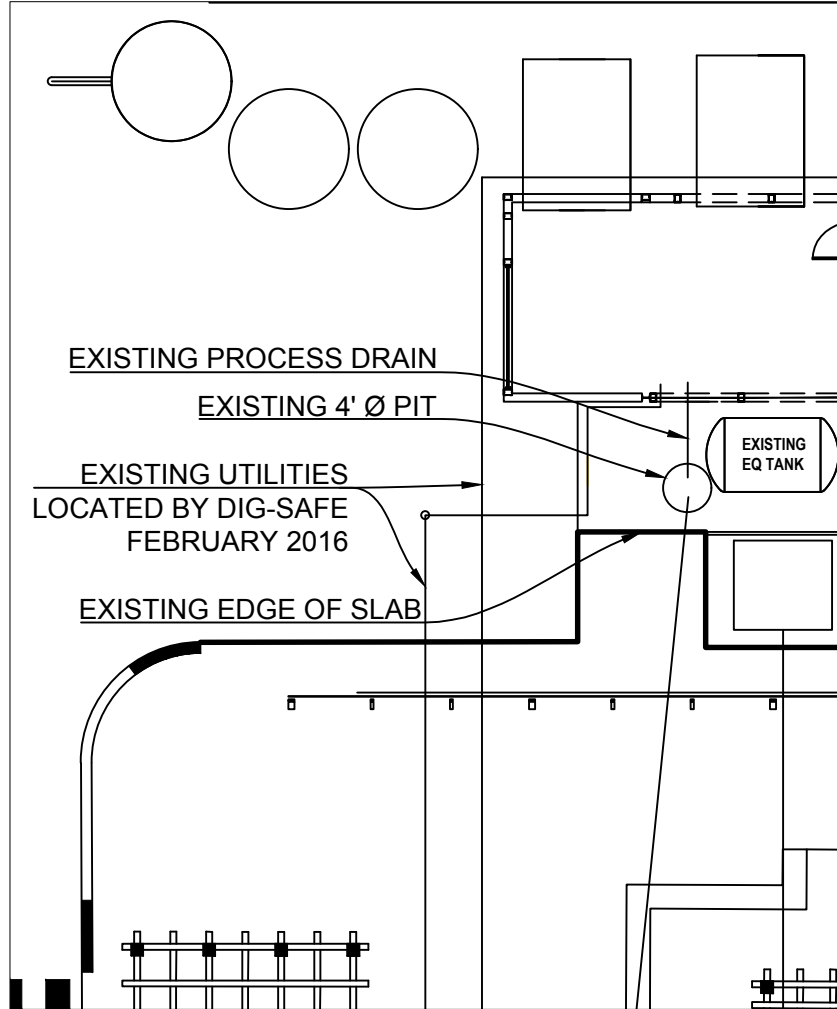 EXISTING PROCESS DRAIN
EXISTING 4' Ø PIT
EXISTING
EQ TANK
EXISTING UTILITIES
LOCATED BY DIG-SAFE
FEBRUARY 2016
EXISTING EDGE OF SLAB